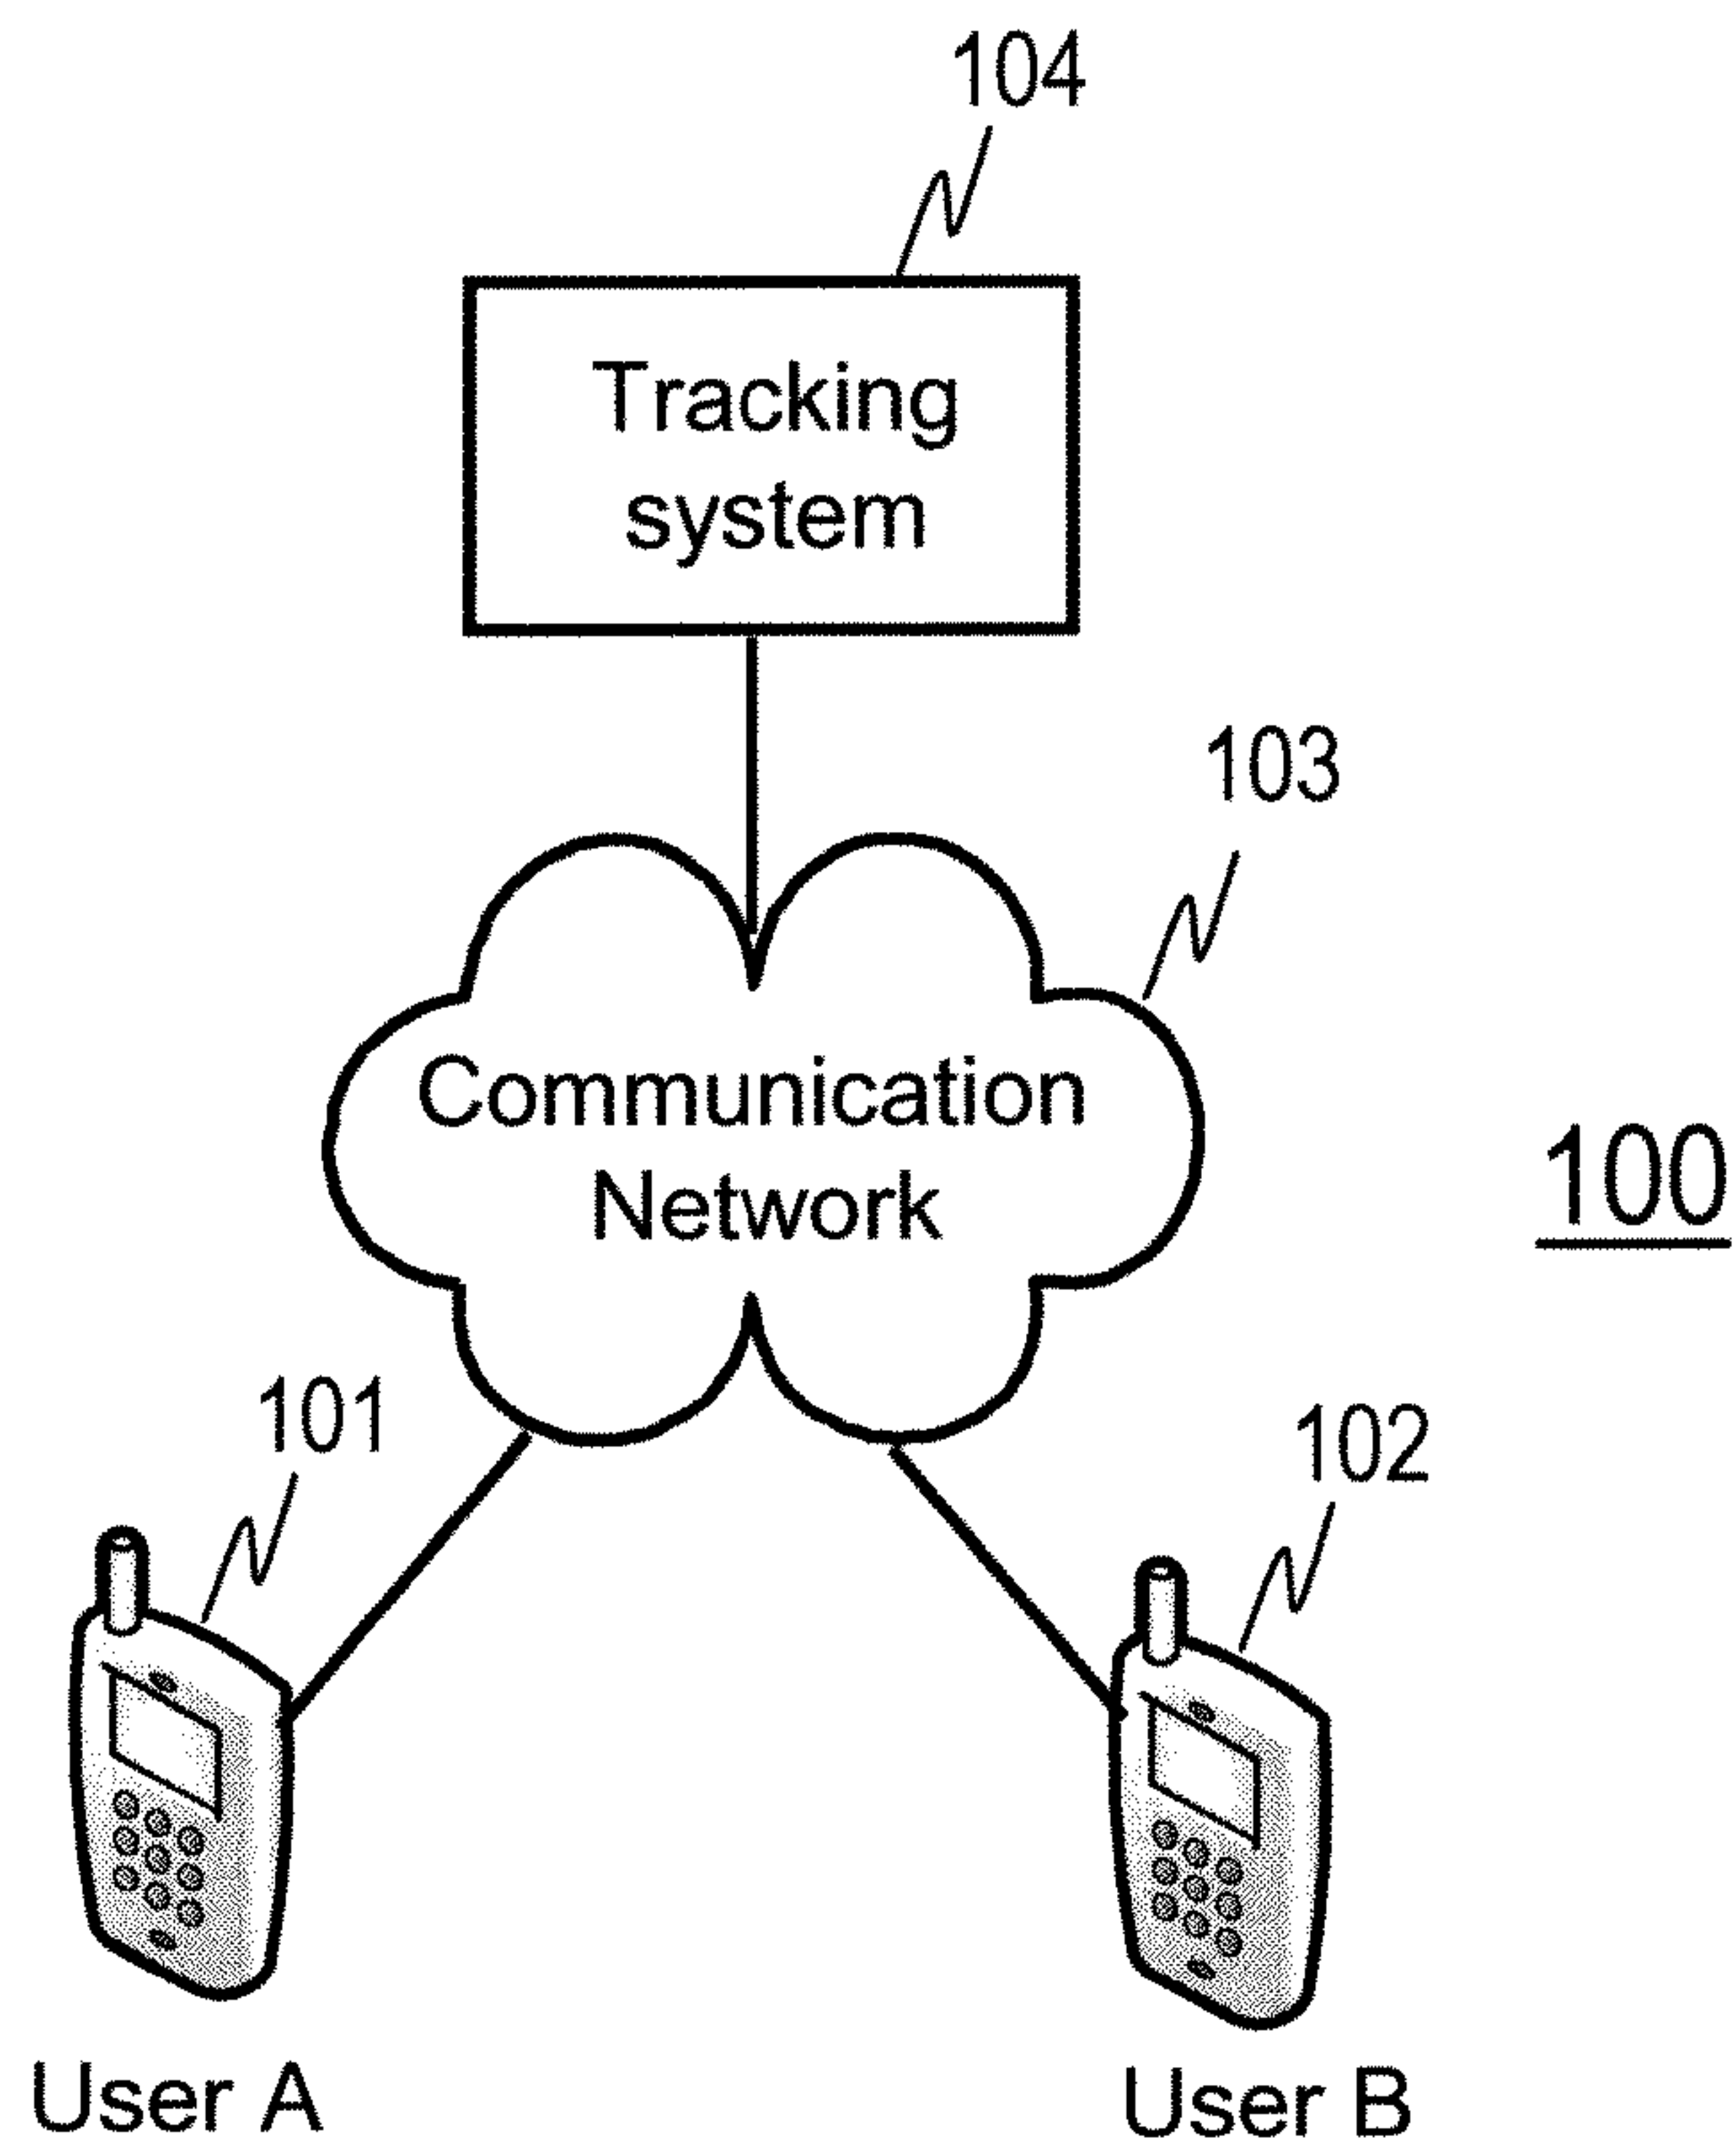 104
Tracking
system
103
Communication
Network
100
101
102
User A
User B